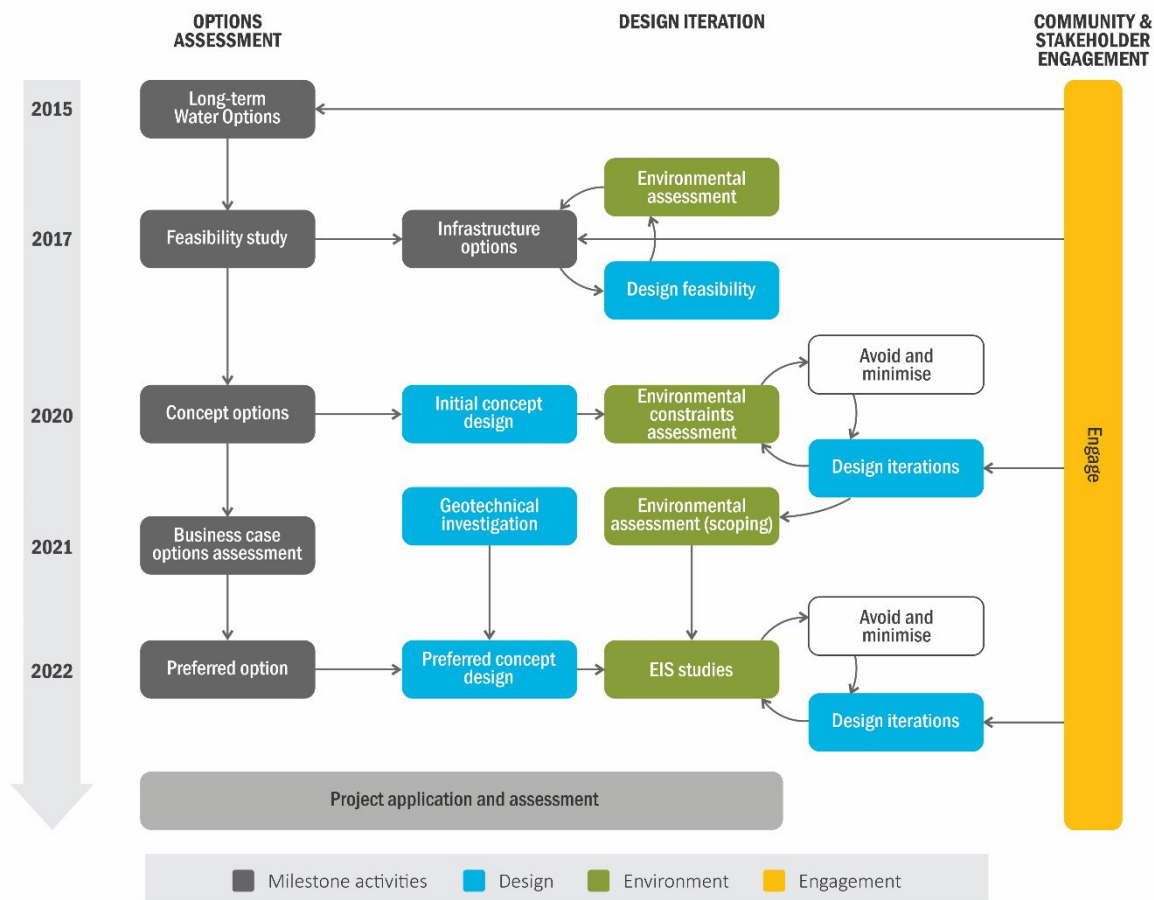 OPTIONS
ASSESSMENT
DESIGN ITERATION
COMMUNITY &
STAKEHOLDER
ENGAGEMENT
2015
Long-term
Water Options
Environmental
assessment
2017
Feasibility study
Infrastructure
options
Design feasibility
Avoid and
minimise
2020
Concept options
Initial concept
design
Environmental
constraints
assessment
Design iterations
Engage
Geotechnical
investigation
Environmental
assessment (scoping)
2021
Business case
options assessment
Avoid and
minimise
2022
Preferred option
Preferred concept
design
EIS studies
Design iterations
Project application and assessment
Milestone activities
Design
Environment
Engagement